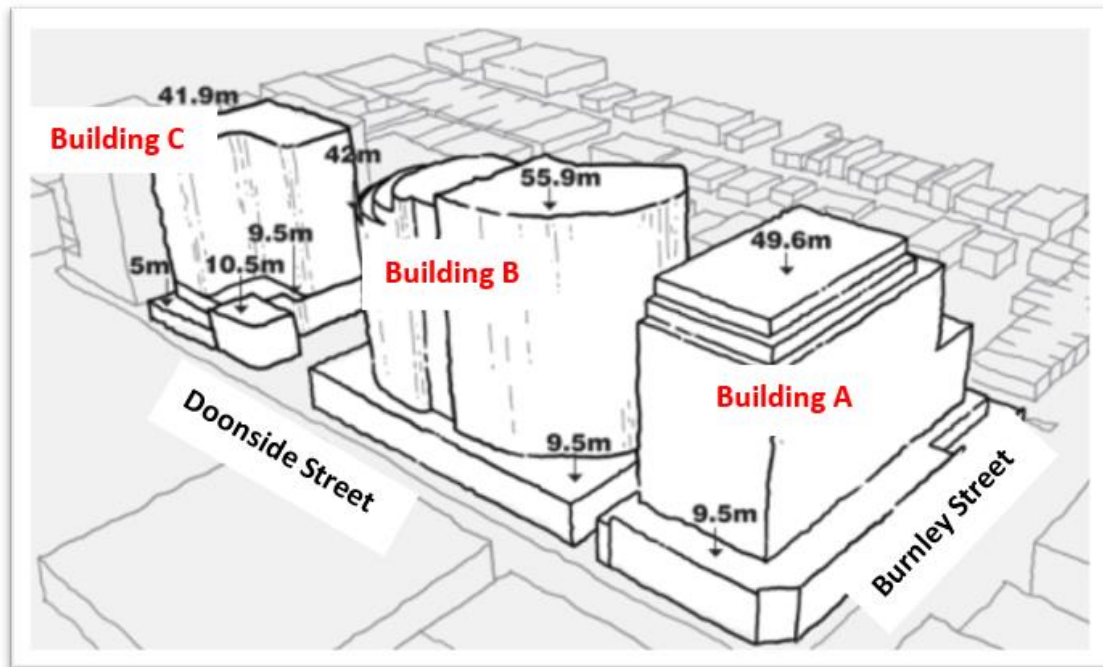 41.9m
Building C
42m
55.9m
9.5m
49.6m
5m
10.5m
Building B
Building A
Doonside Street
9.5m
9.5m
Burnley Street